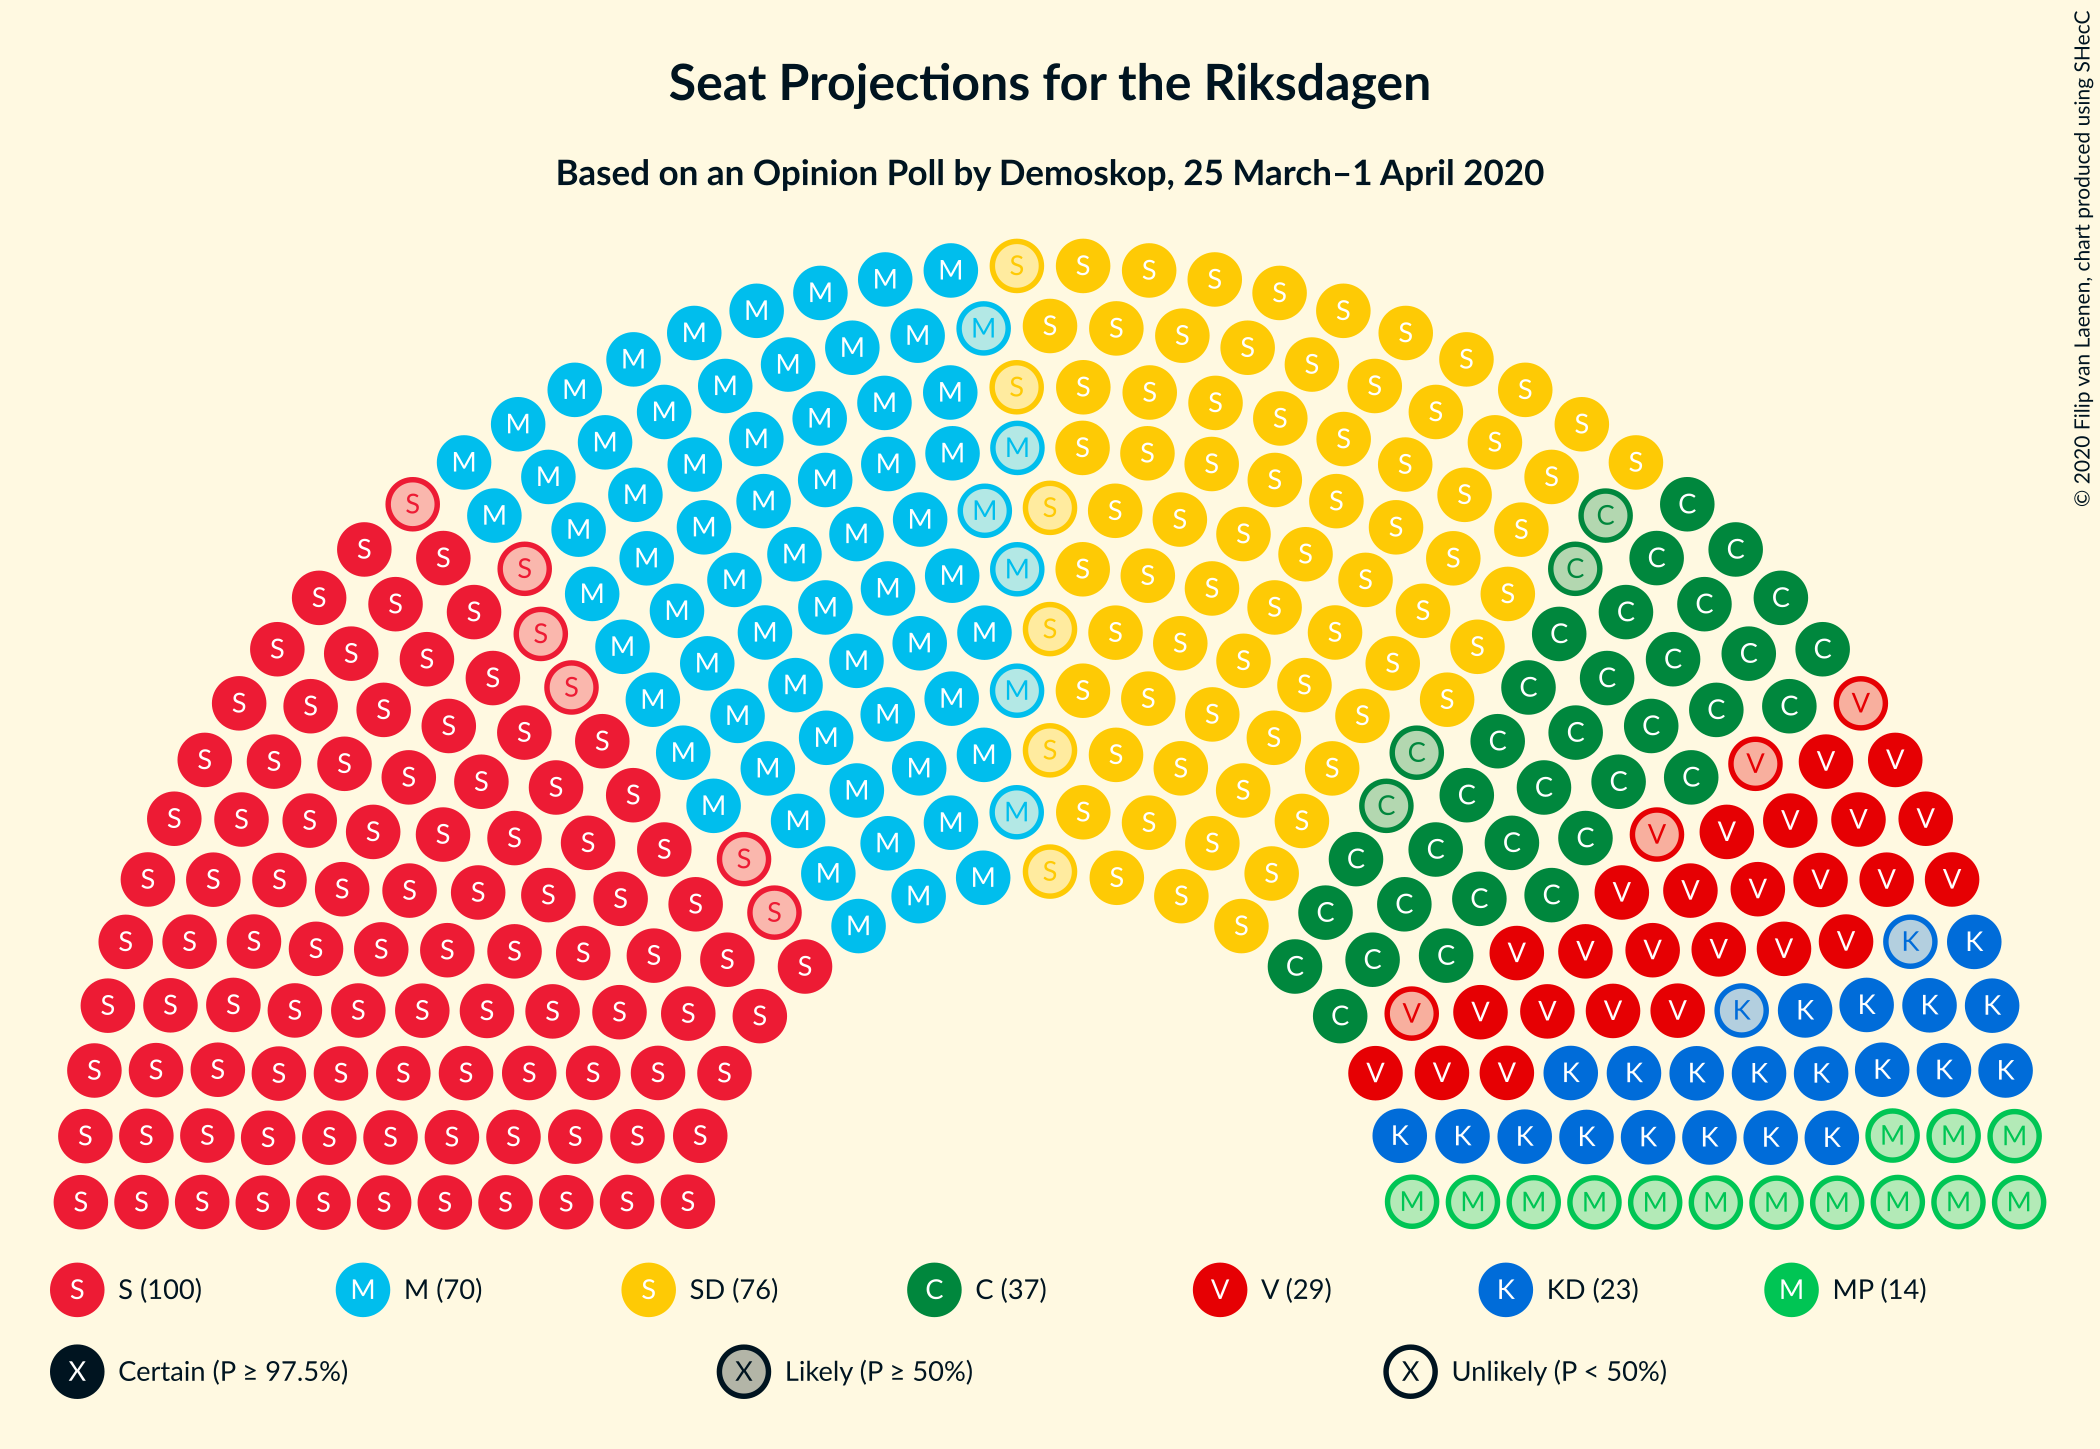 Seat Projections for the Riksdagen
Based on an Opinion Poll by Demoskop, 25 March–1 April 2020
© 2020 Filip van Laenen, chart produced using SHecC
S S (100) M M (70) S SD (76) C C (37) V V (29) K KD (23) M MP (14)
X Certain (P ≥ 97.5%) X Likely (P ≥ 50%) X Unlikely (P < 50%)